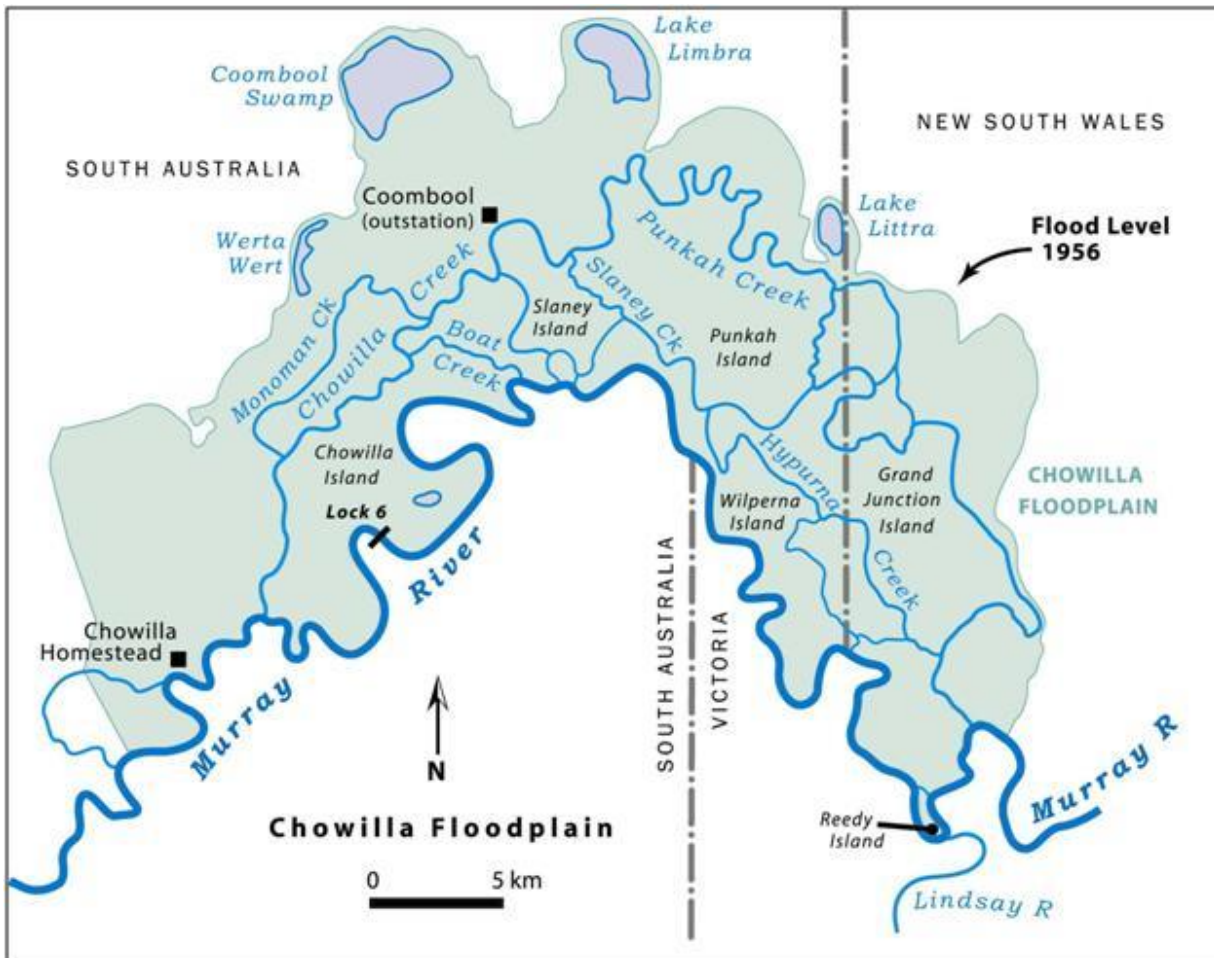 Lake
Limbra
Coombool
Swamp
NEW SOUTH WALES
SOUTH AUSTRALIA
Coombool
(outstation)
Lake
Littra
Flood Level
1956
Werta
Wert
Punkah Creek
Creek
Slaney Ck
Slaney
Island
Monoman Ck
Chowilla
Boat
Creek
Punkah
Island
Chowilla
Island
Hypurna
Creek
Grand
Junction
Island
CHOWILLA
FLOODPLAIN
Wilperna
Island
Lock 6
River
Murray
SOUTH AUSTRALIA
VICTORIA
Chowilla
Homestead
N
Murray R
Chowilla Floodplain
Reedy
Island
0 5 km
Lindsay R